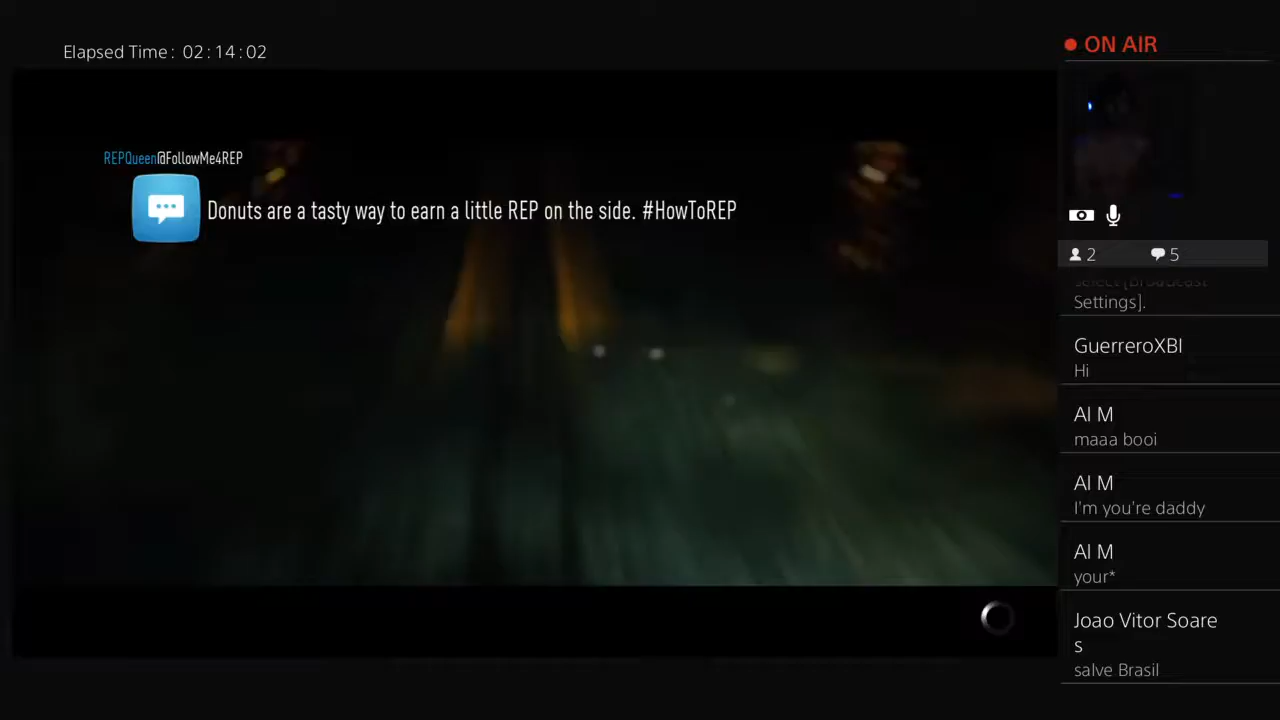 Elapsed Time: 02:14:02
ON AIR
REPQueen@FollowMe4REP
Donuts are a tasty way to earn a little REP on the side. #HowToREP
2 5
select [Broadcast
Settings].
GuerreroXBI
Hi
Al M
maaa booi
Al M
I'm you're daddy
Al M
your*
Joao Vitor Soare
s
salve Brasil